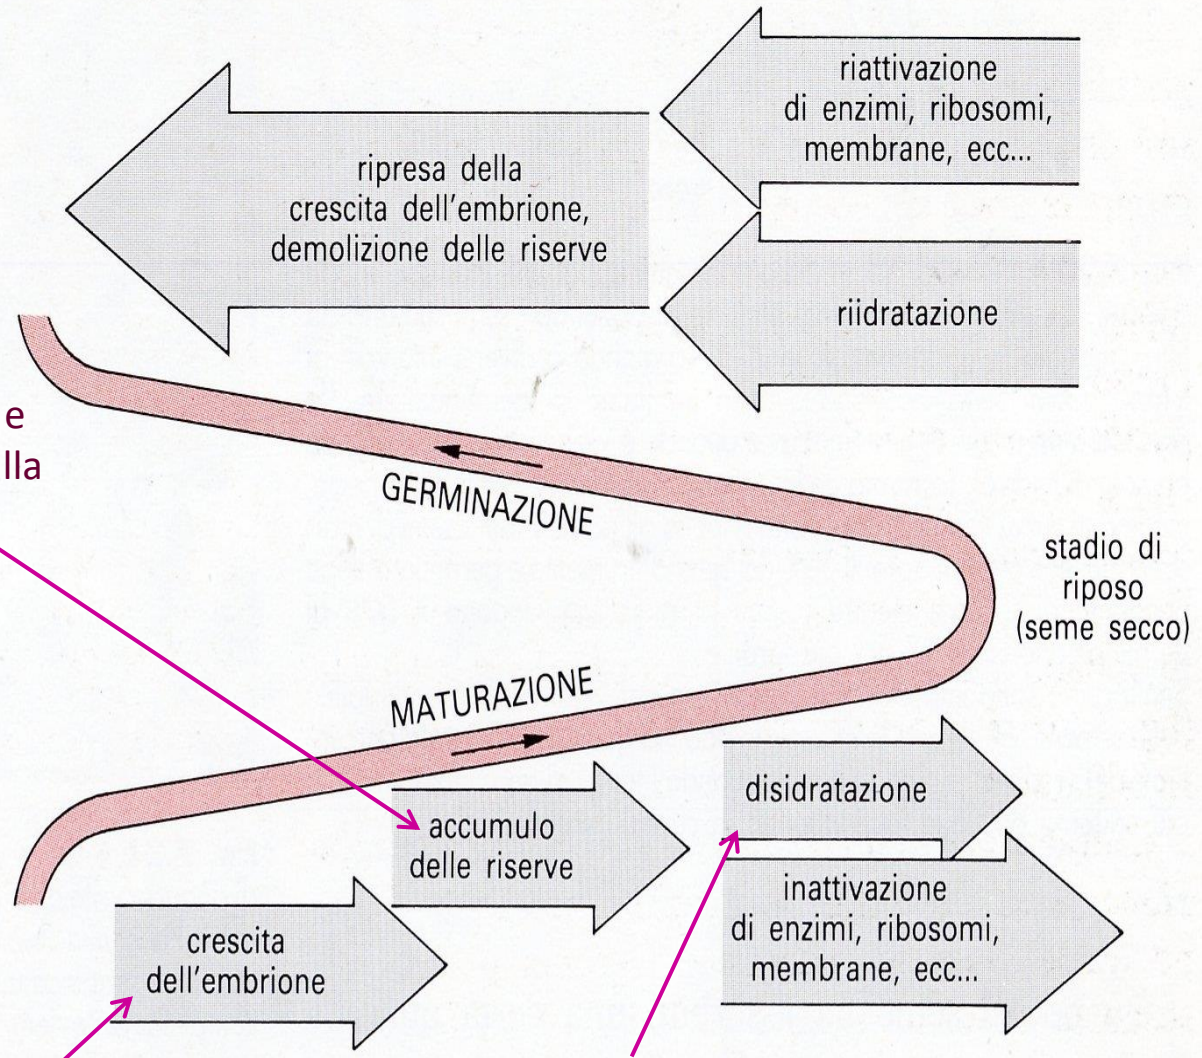 riattivazione
di enzimi, ribosomi,
membrane, ecc...
ripresa della
crescita dell'embrione,
demolizione delle riserve
riidratazione
e
lla
GERMINAZIONE
stadio di
riposo
(seme secco)
MATURAZIONE
disidratazione
accumulo
delle riserve
inattivazione
di enzimi, ribosomi,
membrane, ecc...
crescita
dell'embrione